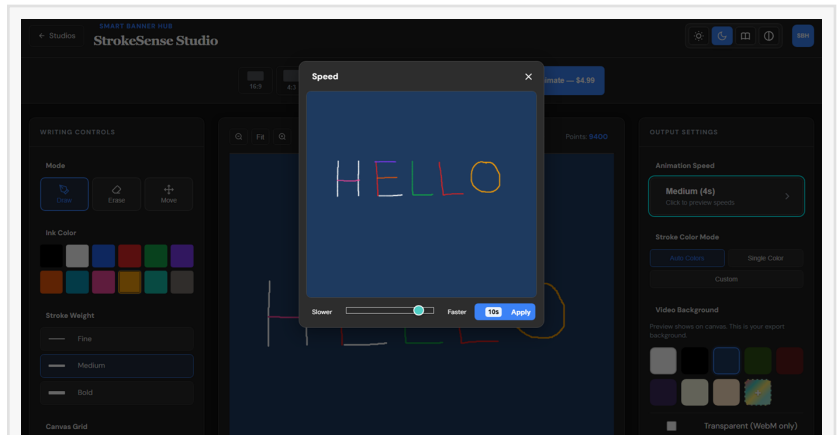 SMART BANNER HUB
← Studios
StrokeSense Studio
SBH
16:9
4:1
imate — $4.99
Speed
HELLO
Slower
Faster
10s
Apply
WRITING CONTROLS
Mode
Draw
Erase
Move
Ink Color
Stroke Weight
Fine
Medium
Bold
Canvas Grid
Fit
Points: 9400
HELLO
OUTPUT SETTINGS
Animation Speed
Medium (4s)
Click to preview speeds
Stroke Color Mode
Auto Colors
Single Color
Custom
Video Background
Preview shows on canvas. This is your export
background.
Transparent (WebM only)